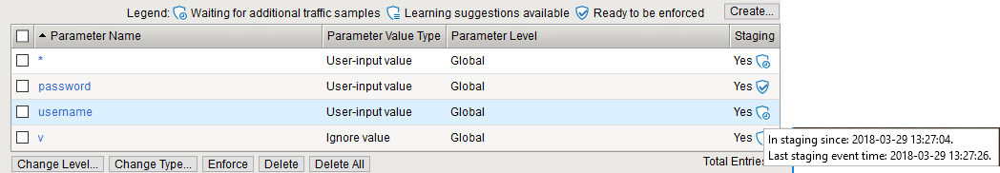 Legend: Waiting for additional traffic samples Learning suggestions available Ready to be enforced Create...
Parameter Name Parameter Value Type Parameter Level Staging
* User-input value Global Yes
password User-input value Global Yes
username User-input value Global Yes
v Ignore value Global Yes
In staging since: 2018-03-29 13:27:04.
Last staging event time: 2018-03-29 13:27:26.
Change Level... Change Type... Enforce Delete Delete All Total Entries